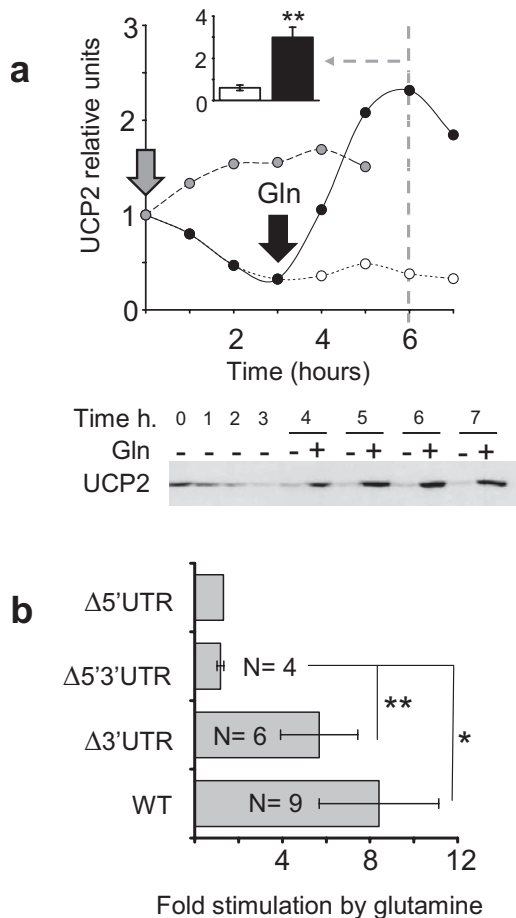 a
UCP2 relative units
3
2
1
0
4
2
0
**
Gln
2
4
6
Time (hours)
Time h. 0 1 2 3 4 5 6 7
Gln - - - - - + - + - + - +
UCP2
b
Δ5'UTR
Δ5'3'UTR N= 4
Δ3'UTR N= 6
WT N= 9
**
*
4 8 12
Fold stimulation by glutamine